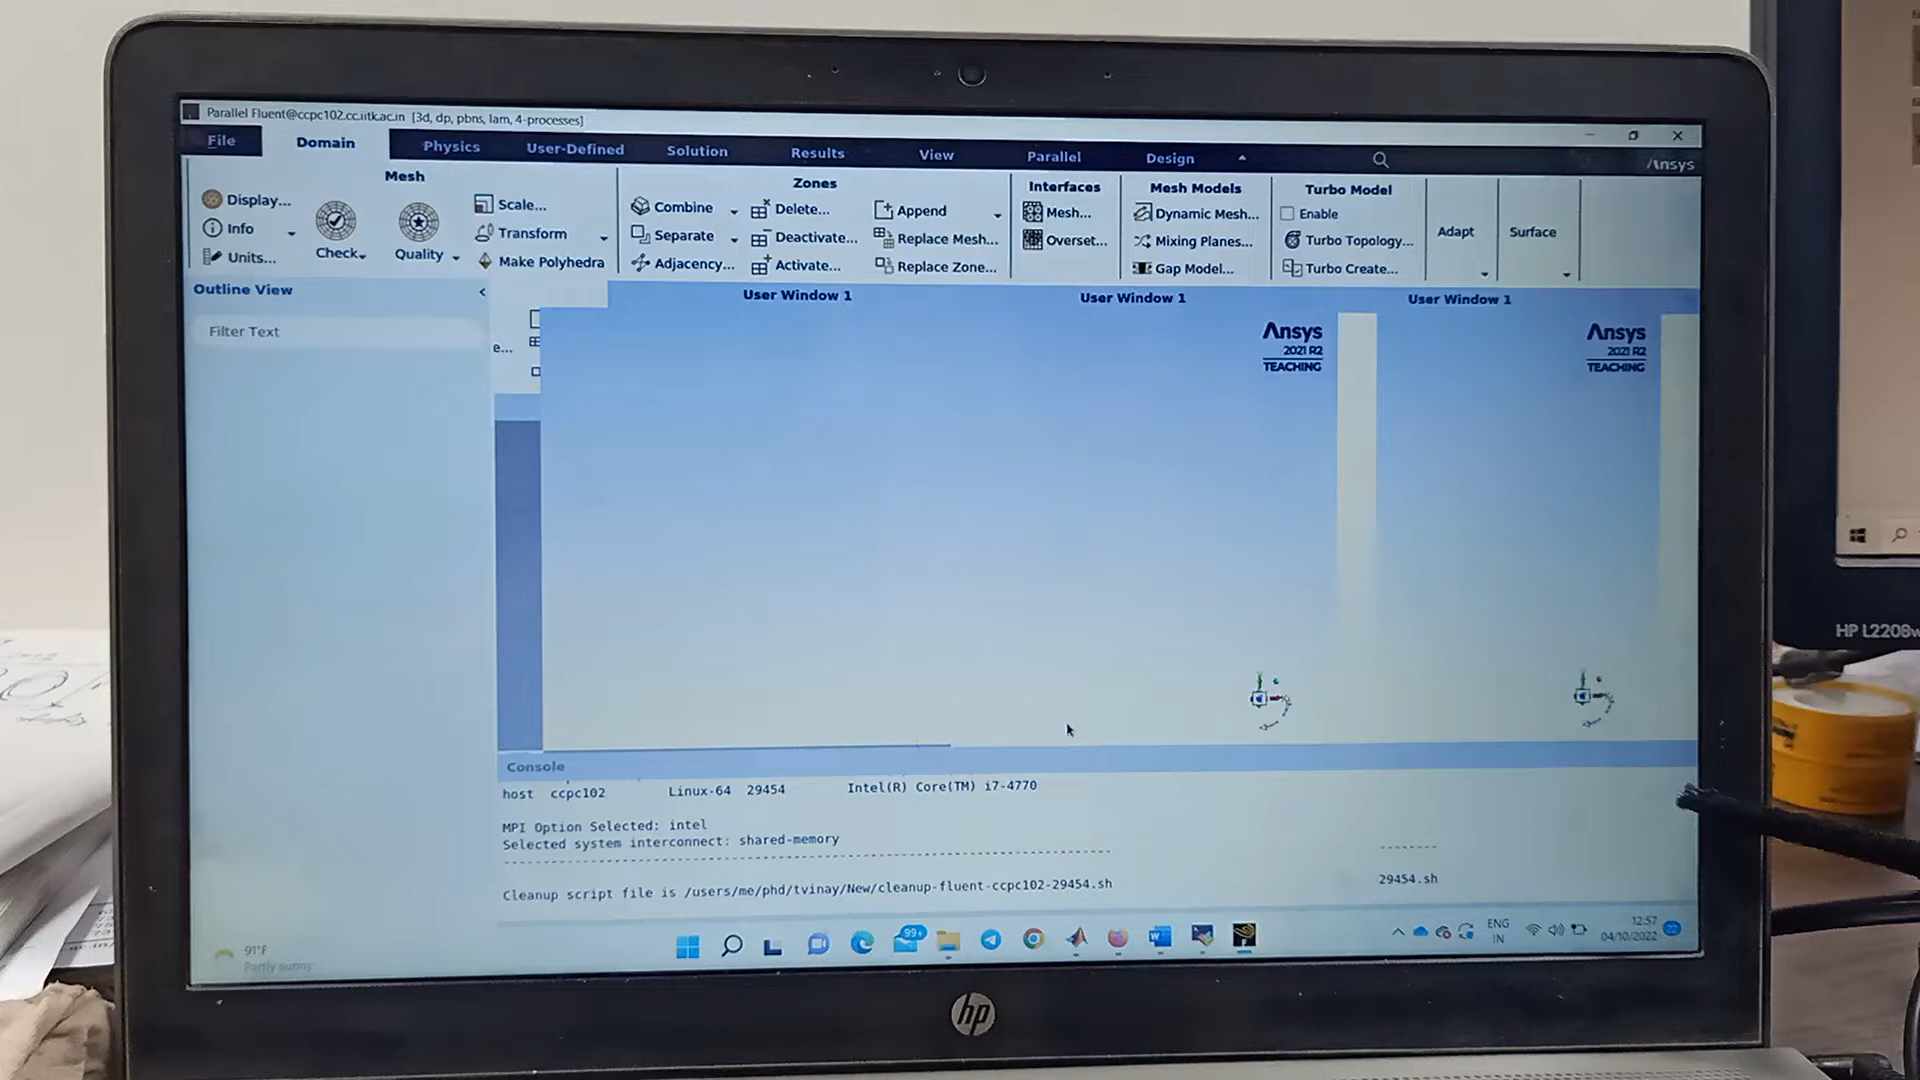 Parallel Fluent@ccpc102.cc.iitk.ac.in [3d, dp, pbns, lam, 4-processes]
File Domain Physics User-Defined Solution Results View Parallel Design
Ansys
Mesh Zones Interfaces Mesh Models Turbo Model
Display... Scale... Combine Delete... Append Mesh... Dynamic Mesh... Enable
Info Transform Separate Deactivate... Replace Mesh... Overset... Mixing Planes... Turbo Topology... Adapt Surface
Units... Check Quality Make Polyhedra Adjacency... Activate... Replace Zone... Gap Model... Turbo Create...
Outline View <
User Window 1 User Window 1 User Window 1
Filter Text
e...
Ansys
2021 R2
TEACHING
Ansys
2021 R2
TEACHING
Console
host ccpc102 Linux-64 29454 Intel(R) Core(TM) i7-4770
MPI Option Selected: intel
Selected system interconnect: shared-memory
--------
Cleanup script file is /users/me/phd/tvinay/New/cleanup-fluent-ccpc102-29454.sh
29454.sh
91°F
Partly sunny
99+
W
ENG
IN
12:57
04/10/2022
22
hp
HP L2208w